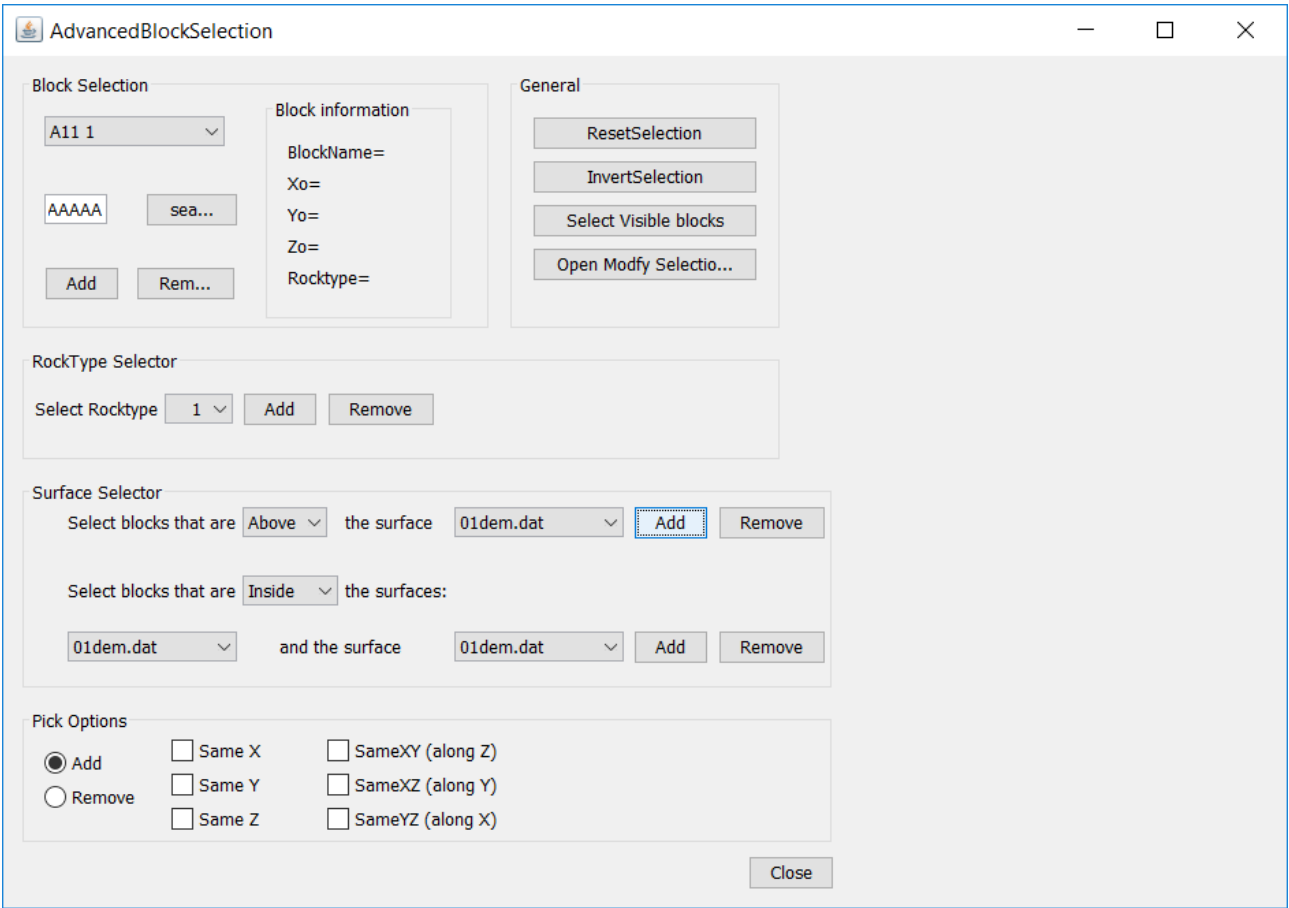 AdvancedBlockSelection
Block Selection
A11 1
AAAAA
sea...
Add
Rem...
Block information
BlockName=
Xo=
Yo=
Zo=
Rocktype=
General
ResetSelection
InvertSelection
Select Visible blocks
Open Modfy Selectio...
RockType Selector
Select Rocktype 1 Add Remove
Surface Selector
Select blocks that are Above the surface 01dem.dat Add Remove
Select blocks that are Inside the surfaces:
01dem.dat and the surface 01dem.dat Add Remove
Pick Options
Add
Remove
Same X
Same Y
Same Z
SameXY (along Z)
SameXZ (along Y)
SameYZ (along X)
Close